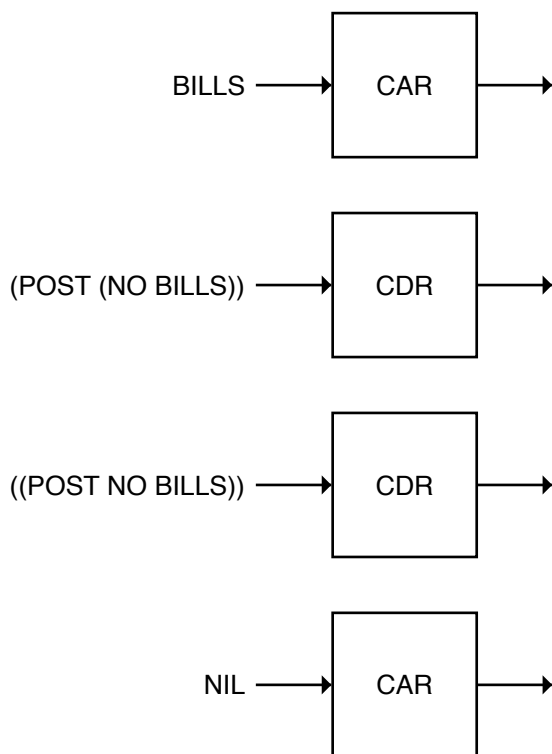 BILLS CAR
(POST (NO BILLS)) CDR
((POST NO BILLS)) CDR
NIL CAR